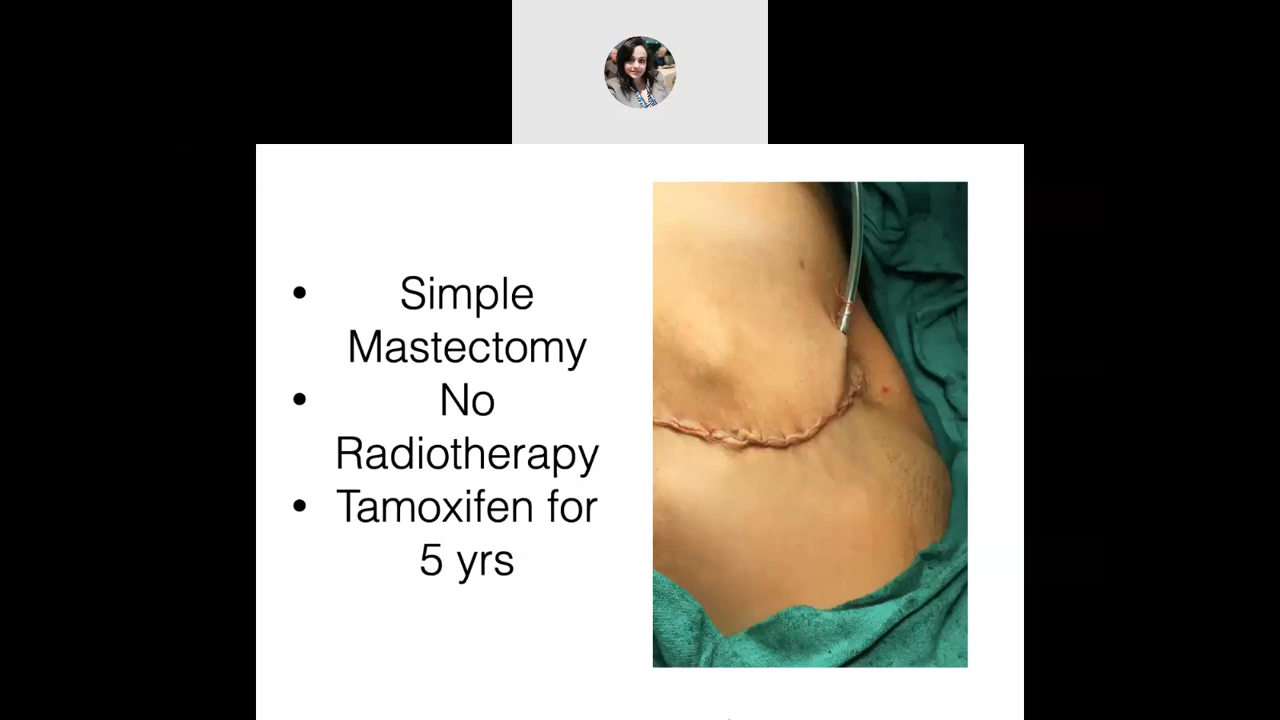 • Simple
Mastectomy
• No
Radiotherapy
• Tamoxifen for
5 yrs